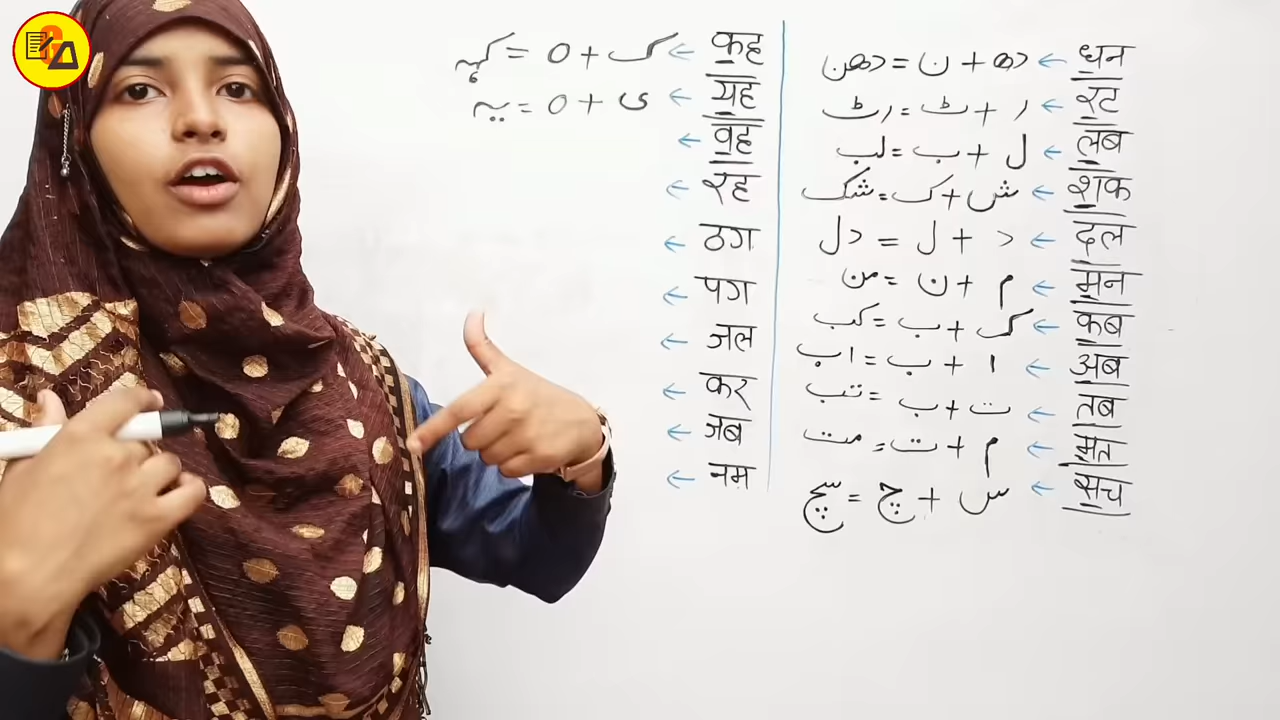 धन ← دھ + ن = دھن
रट ← ر + ٹ = رٹ
लब ← ل + ب = لب
शक ← ش + ک = شک
दल ← د + ل = دل
मन ← م + ن = من
कब ← ک + ب = کب
अब ← ا + ب = اب
तब ← ت + ب = تب
मत ← م + ت = مت
सच ← س + چ = سچ
कह ← ک + ہ = کہہ
यह ← ی + ہ = یہ
वह ←
रह ←
ठग ←
पग ←
जल ←
कर ←
जब ←
नम ←